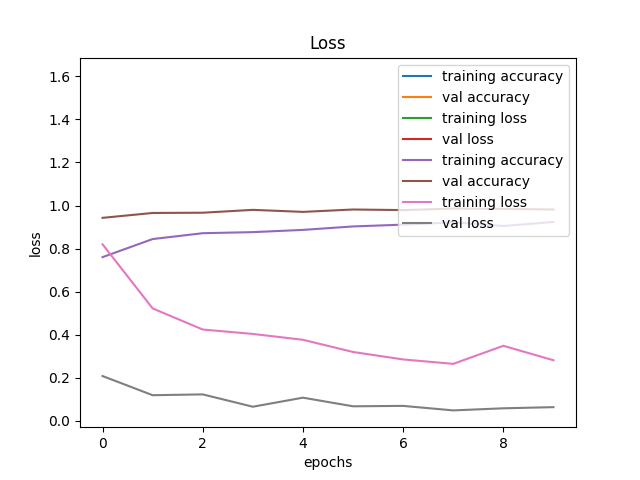 Loss
1.6
1.4
1.2
1.0
0.8
0.6
0.4
0.2
0.0
loss
training accuracy
val accuracy
training loss
val loss
training accuracy
val accuracy
training loss
val loss
0 2 4 6 8
epochs